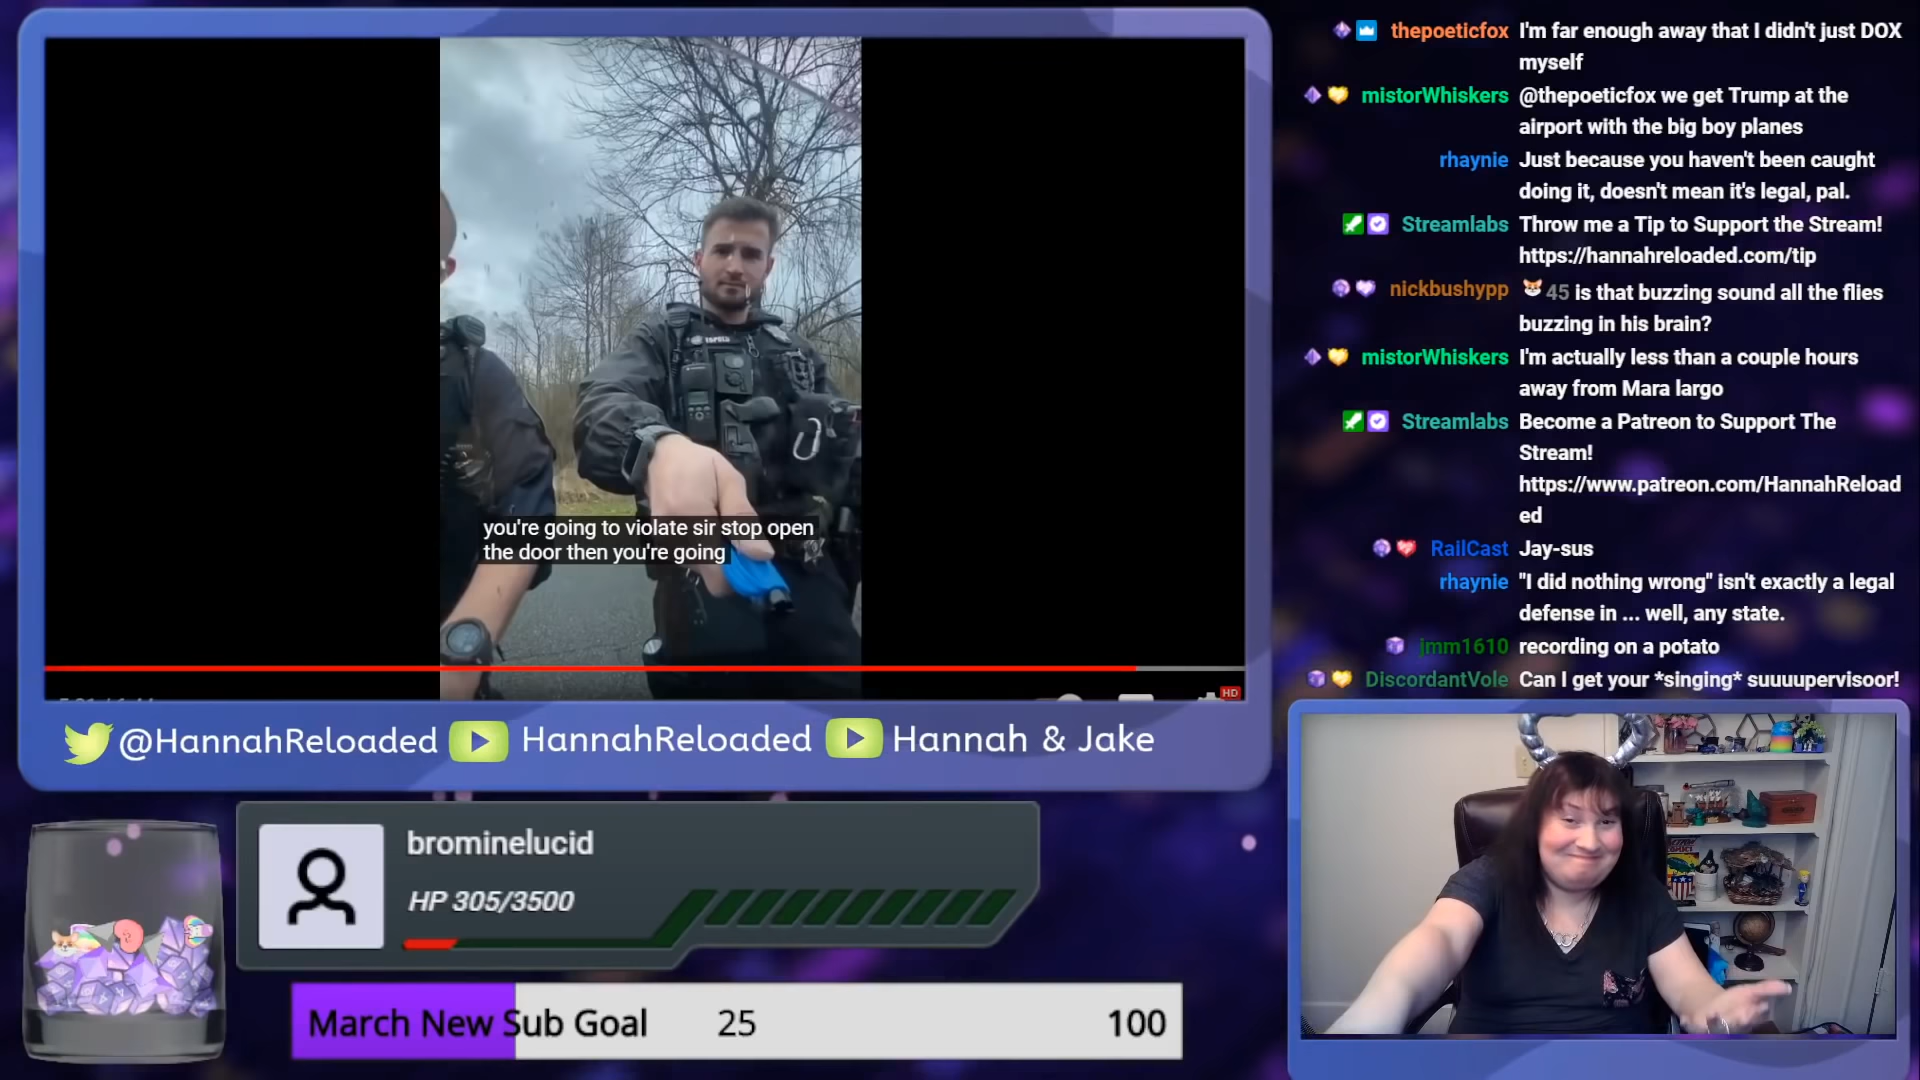 thepoeticfox I'm far enough away that I didn't just DOX
myself
mistorWhiskers @thepoeticfox we get Trump at the
airport with the big boy planes
rhaynie Just because you haven't been caught
doing it, doesn't mean it's legal, pal.
Streamlabs Throw me a Tip to Support the Stream!
https://hannahreloaded.com/tip
nickbushypp 45 is that buzzing sound all the flies
buzzing in his brain?
mistorWhiskers I'm actually less than a couple hours
away from Mara largo
Streamlabs Become a Patreon to Support The
Stream!
https://www.patreon.com/HannahReload
ed
RailCast Jay-sus
rhaynie "I did nothing wrong" isn't exactly a legal
defense in ... well, any state.
jmm1610 recording on a potato
DiscordantVole Can I get your *singing* suuuupervisoor!
you're going to violate sir stop open
the door then you're going
HD
@HannahReloaded HannahReloaded Hannah & Jake
brominelucid
HP 305/3500
March New Sub Goal 25 100